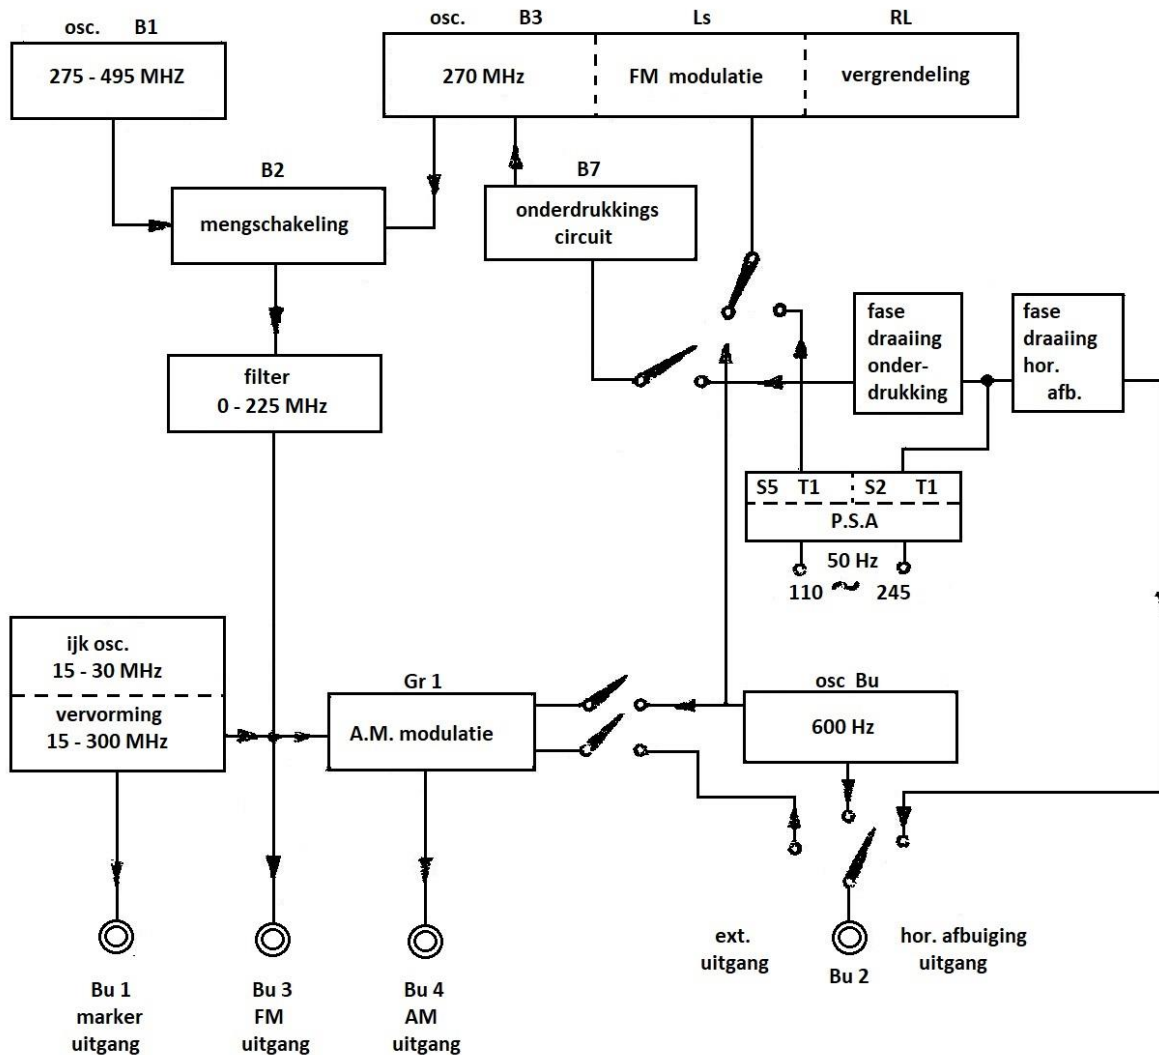 osc. B1
275 - 495 MHZ
osc. B3
270 MHz
Ls
FM modulatie
RL
vergrendeling
B2
mengschakeling
B7
onderdrukkings
circuit
filter
0 - 225 MHz
fase
draaiing
onder-
drukking
fase
draaiing
hor.
afb.
S5 T1 S2 T1
P.S.A
50 Hz
110 ~ 245
ijk osc.
15 - 30 MHz
vervorming
15 - 300 MHz
Gr 1
A.M. modulatie
osc Bu
600 Hz
Bu 1
marker
uitgang
Bu 3
FM
uitgang
Bu 4
AM
uitgang
ext.
uitgang
Bu 2
hor. afbuiging
uitgang